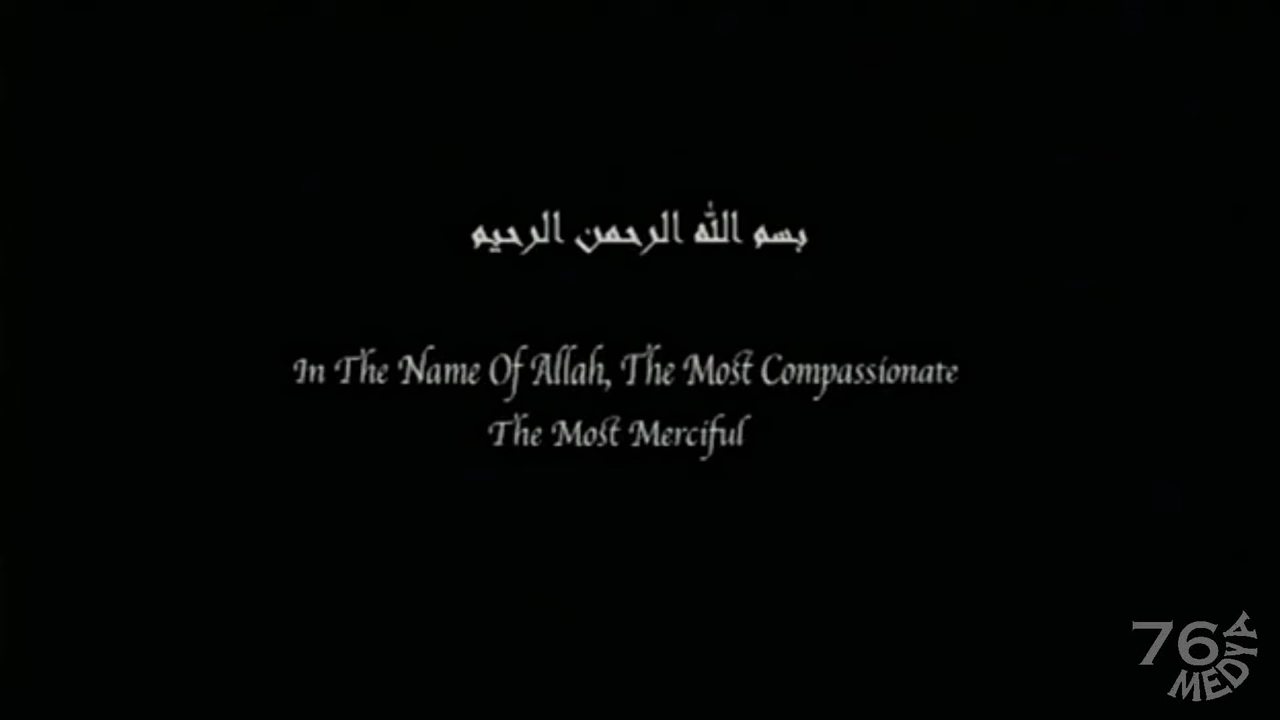 بسم الله الرحمن الرحيم
In The Name Of Allah, The Most Compassionate
The Most Merciful
76
MEDYA